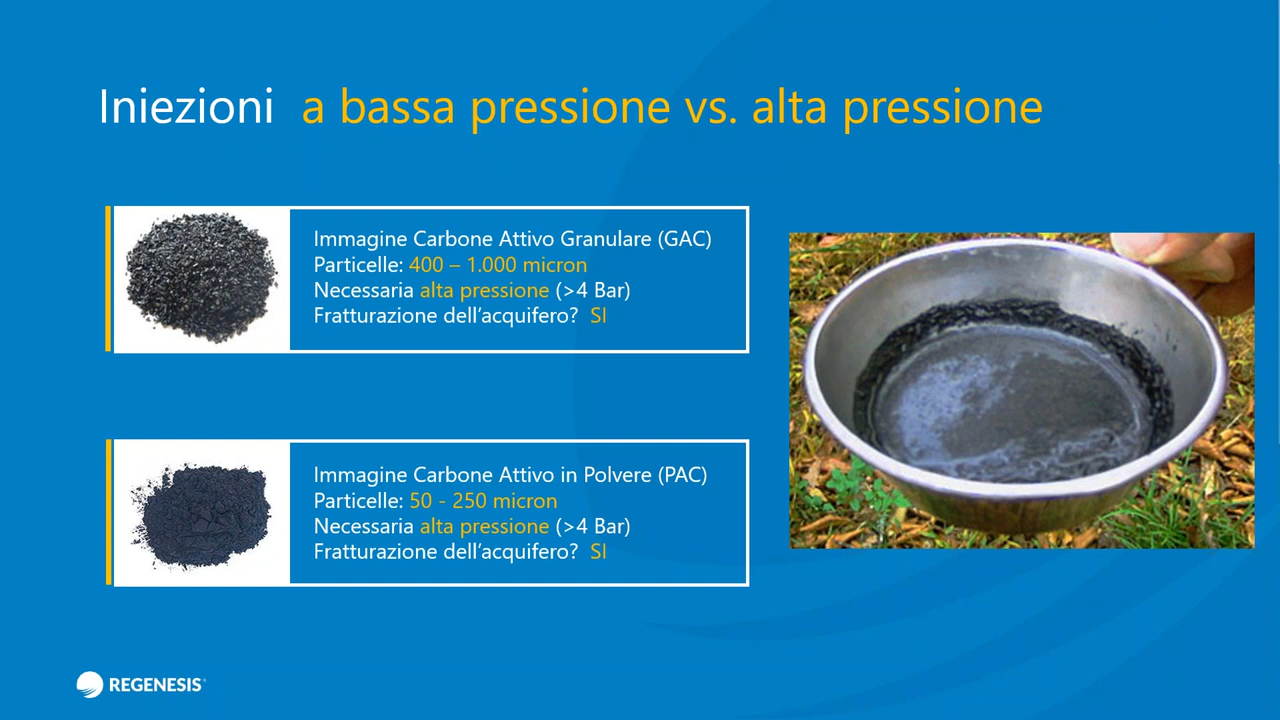 Iniezioni a bassa pressione vs. alta pressione
Immagine Carbone Attivo Granulare (GAC)
Particelle: 400 – 1.000 micron
Necessaria alta pressione (>4 Bar)
Fratturazione dell’acquifero? SI
Immagine Carbone Attivo in Polvere (PAC)
Particelle: 50 - 250 micron
Necessaria alta pressione (>4 Bar)
Fratturazione dell’acquifero? SI
REGENESIS